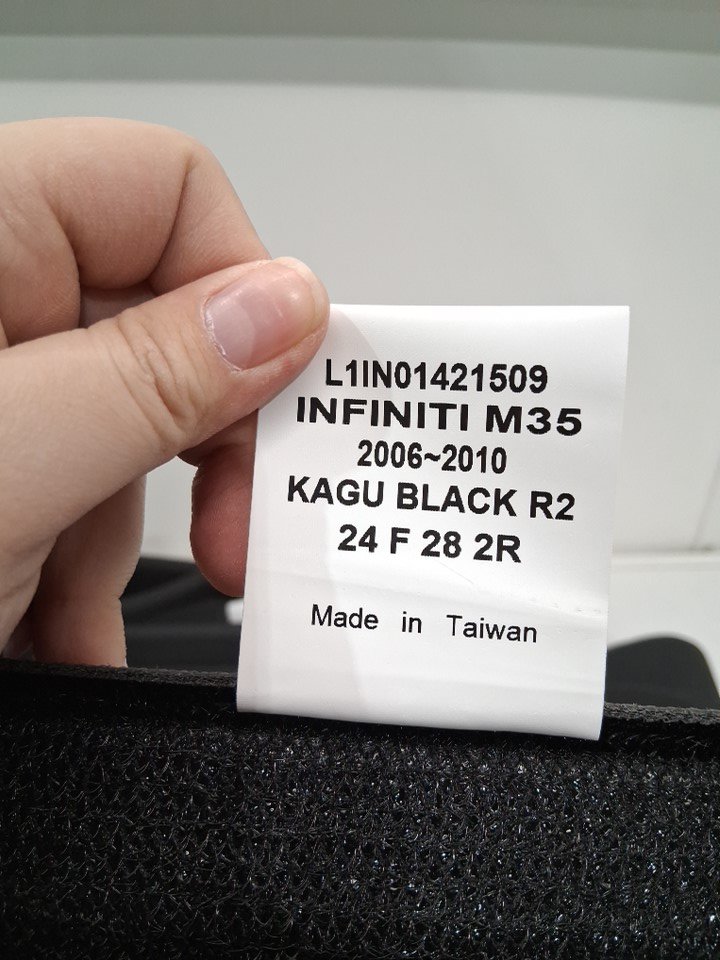 L1IN01421509
INFINITI M35
2006~2010
KAGU BLACK R2
24 F 28 2R
Made in Taiwan